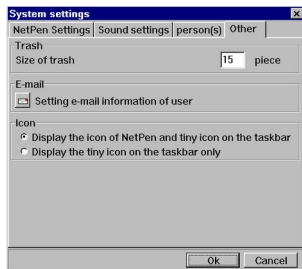 System settings
NetPen Settings Sound settings person(s) Other
Trash
Size of trash 15 piece
E-mail
Setting e-mail information of user
Icon
Display the icon of NetPen and tiny icon on the taskbar
Display the tiny icon on the taskbar only
Ok Cancel